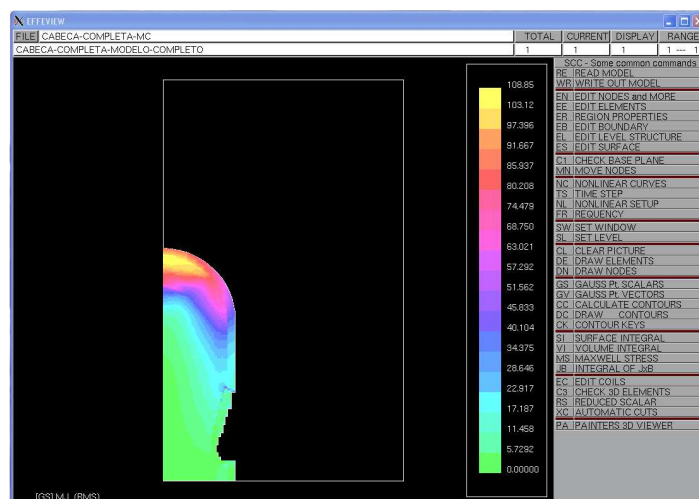 EFFEVIEW
FILE CABECA-COMPLETA-MC TOTAL CURRENT DISPLAY RANGE
CABECA-COMPLETA-MODELO-COMPLETO 1 1 1 1 --- 1
SCC - Some common commands
RE READ MODEL
WR WRITE OUT MODEL
EN EDIT NODES and MORE
EE EDIT ELEMENTS
ER REGION PROPERTIES
EB EDIT BOUNDARY
EL EDIT LEVEL STRUCTURE
ES EDIT SURFACE
C1 CHECK BASE PLANE
MN MOVE NODES
NC NONLINEAR CURVES
TS TIME STEP
NL NONLINEAR SETUP
FR REQUENCY
SW SET WINDOW
SL SET LEVEL
CL CLEAR PICTURE
DE DRAW ELEMENTS
DN DRAW NODES
GS GAUSS Pt. SCALARS
GV GAUSS Pt. VECTORS
CC CALCULATE CONTOURS
DC DRAW CONTOURS
CK CONTOUR KEYS
SI SURFACE INTEGRAL
VI VOLUME INTEGRAL
MS MAXWELL STRESS
JB INTEGRAL OF JxB
EC EDIT COILS
C3 CHECK 3D ELEMENTS
RS REDUCED SCALAR
XC AUTOMATIC CUTS
PA PAINTERS 3D VIEWER
108.85
103.12
97.396
91.667
85.937
80.208
74.479
68.750
63.021
57.292
51.562
45.833
40.104
34.375
28.646
22.917
17.187
11.458
5.7292
0.00000